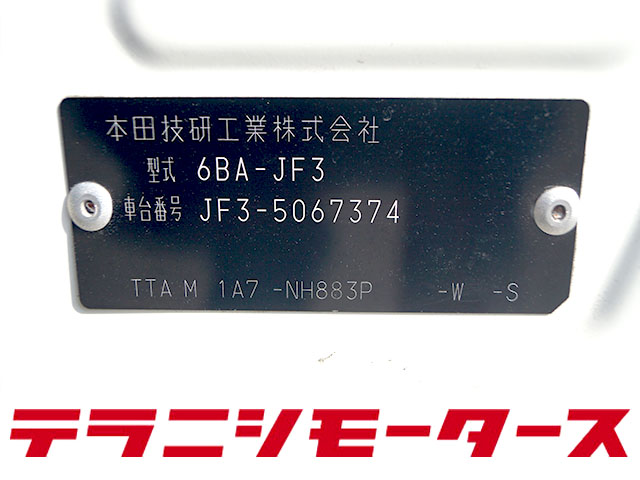 本田技研工業株式会社
型式 6BA-JF3
車台番号 JF3-5067374
TTA M 1A7 -NH883P -W -S
テラニシモータース